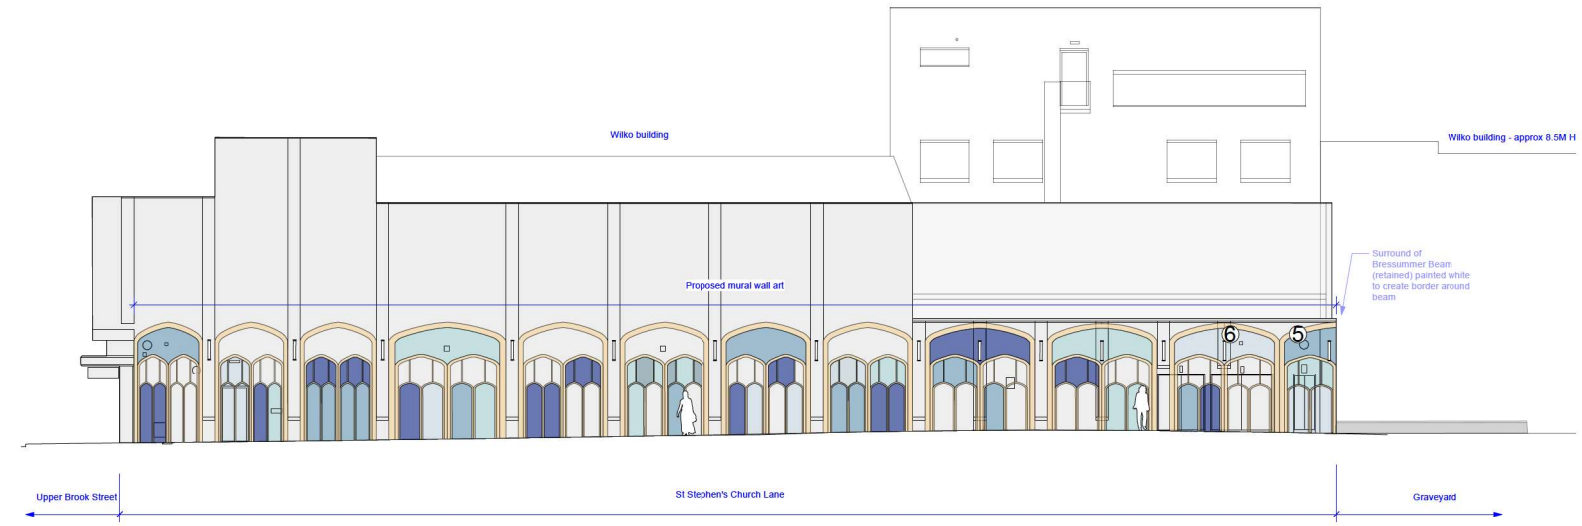 Wilko building
Wilko building - approx 8.5M H
Surround of
Bressummer Beam
(retained) painted white
to create border around
beam
Proposed mural wall art
6
5
Upper Brook Street
St Stephen's Church Lane
Graveyard